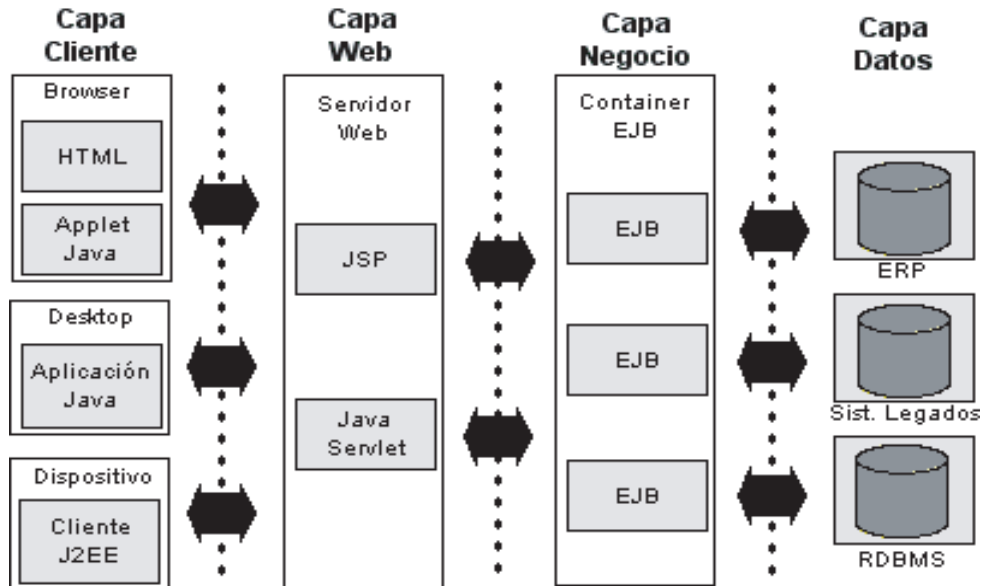 Capa
Cliente
Browser
HTML
Applet
Java
Desktop
Aplicación
Java
Dispositivo
Cliente
J2EE
Capa
Web
Servidor
Web
JSP
Java
Servlet
Capa
Negocio
Container
EJB
EJB
EJB
EJB
Capa
Datos
ERP
Sist. Legados
RDBMS